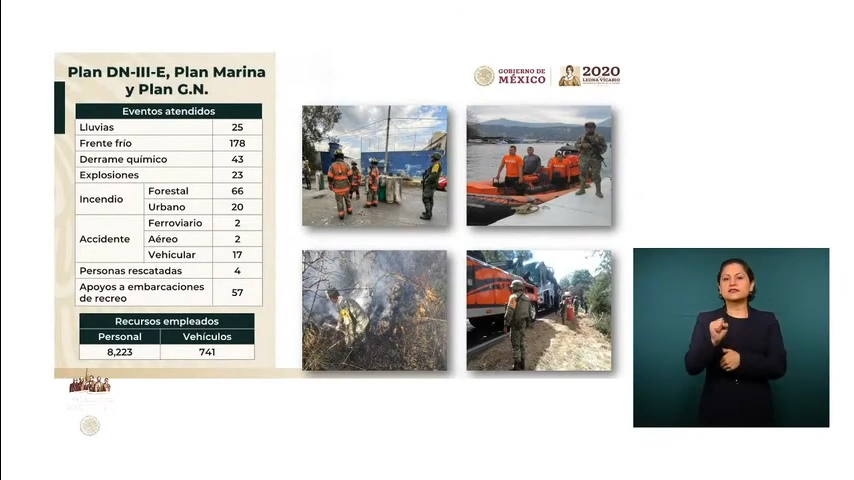 Plan DN-III-E, Plan Marina
y Plan G.N.
Eventos atendidos
Lluvias 25
Frente frío 178
Derrame químico 43
Explosiones 23
Incendio Forestal 66
Urbano 20
Accidente Ferroviario 2
Aéreo 2
Vehicular 17
Personas rescatadas 4
Apoyos a embarcaciones
de recreo 57
Recursos empleados
Personal Vehículos
8,223 741
GOBIERNO DE
MÉXICO
2020
LEONA VICARIO